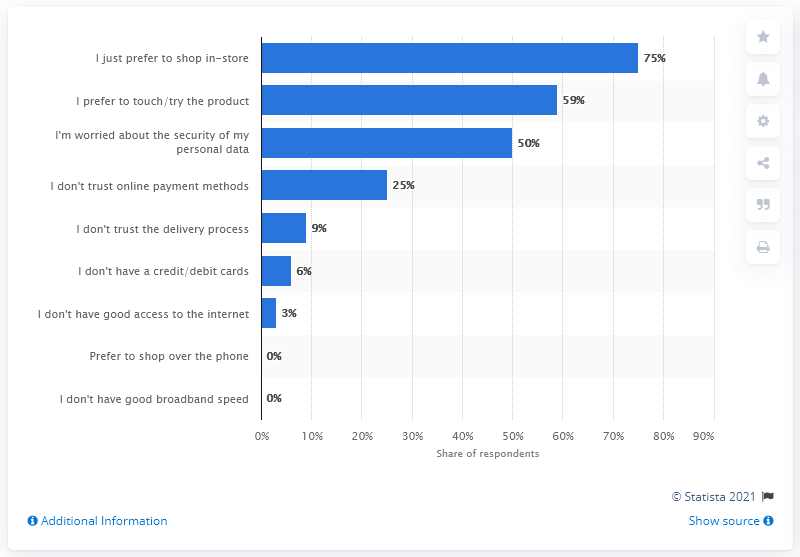 I just prefer to shop in-store 75%
I prefer to touch/try the product 59%
I'm worried about the security of my
personal data 50%
I don't trust online payment methods 25%
I don't trust the delivery process 9%
I don't have a credit/debit cards 6%
I don't have good access to the internet 3%
Prefer to shop over the phone 0%
I don't have good broadband speed 0%
0% 10% 20% 30% 40% 50% 60% 70% 80% 90%
Share of respondents
© Statista 2021
Additional Information Show source